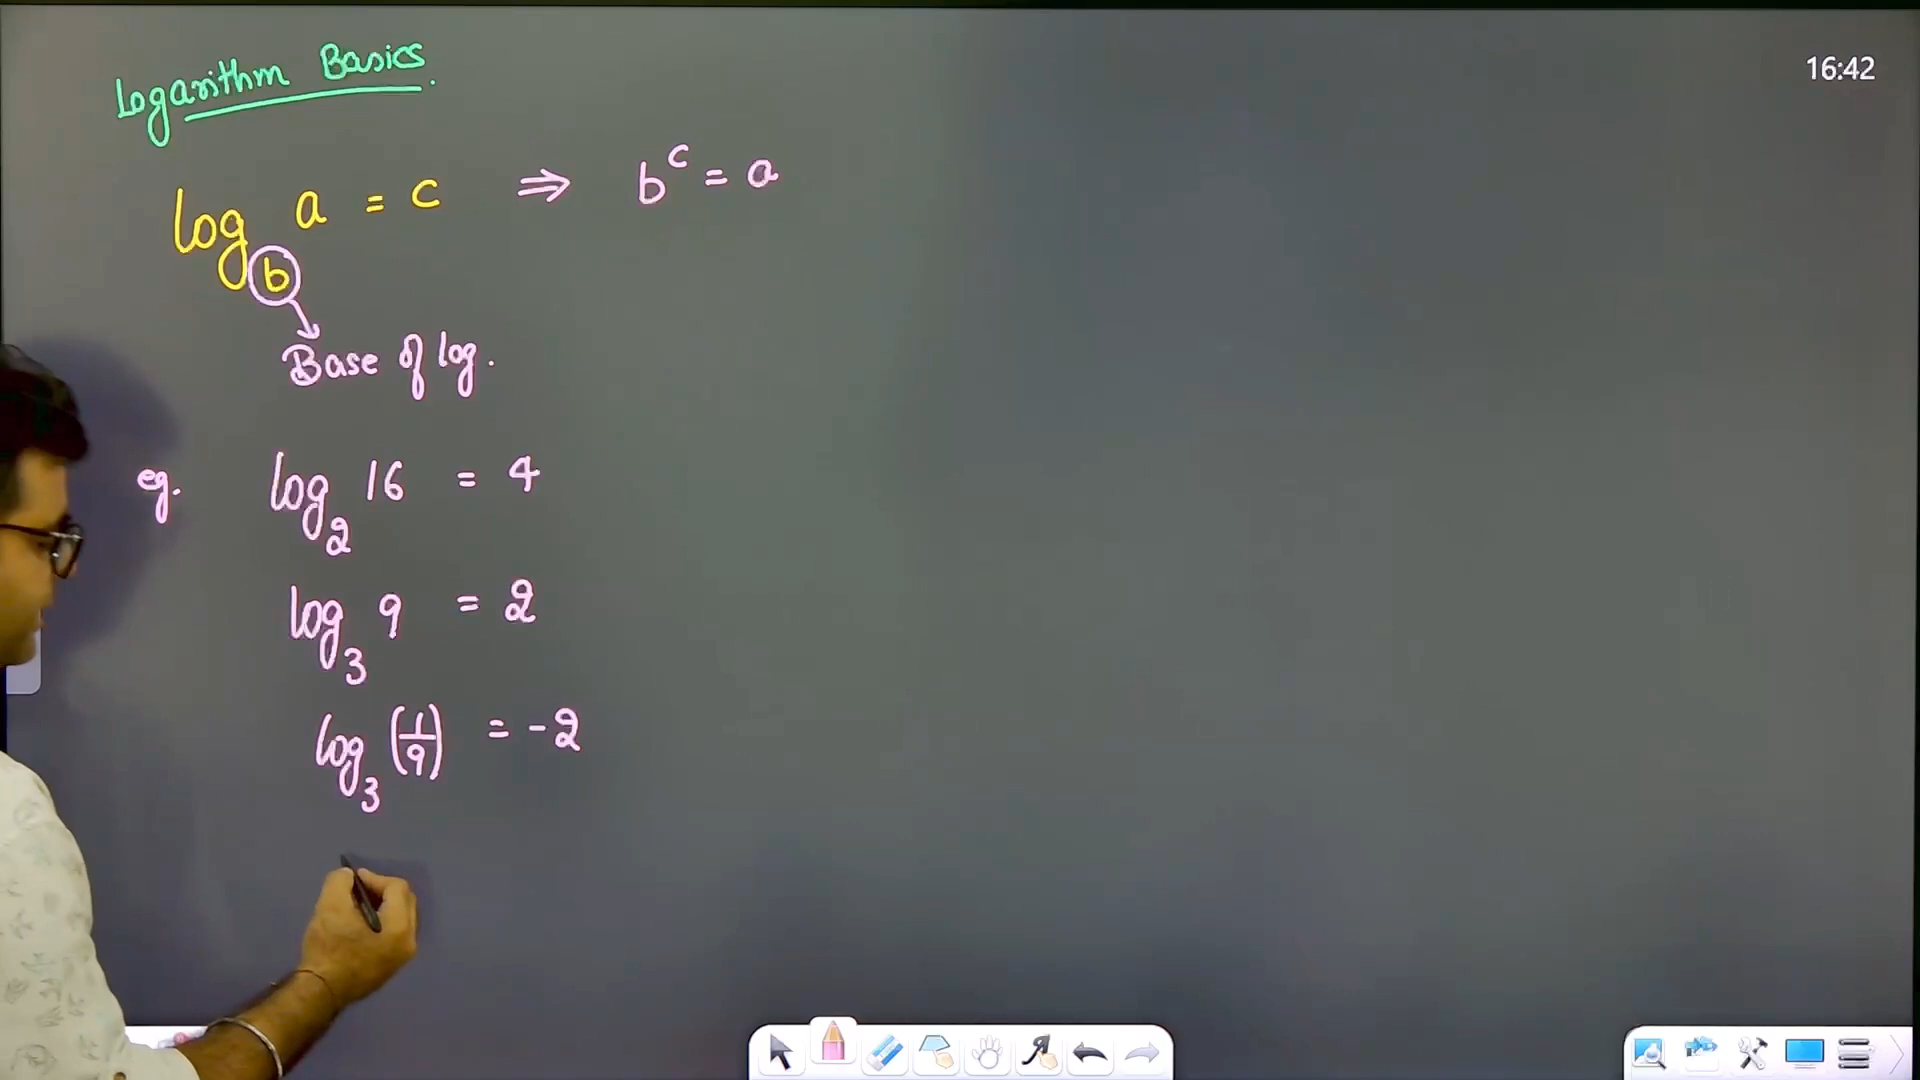 Logarithm Basics.
16:42
log_b a = c ⇒ b^c = a
Base of log.
eg. log_2 16 = 4
log_3 9 = 2
log_3 (1/9) = -2